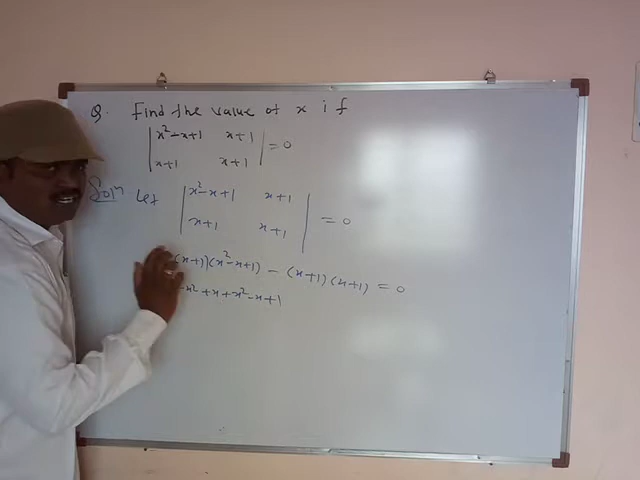 Q. Find the value of x if
| x²-x+1 x+1 | = 0
| x+1 x+1 |
Soln Let | x²-x+1 x+1 | = 0
| x+1 x+1 |
(x+1)(x²-x+1) - (x+1)(x+1) = 0
-x²+x+x²-x+1